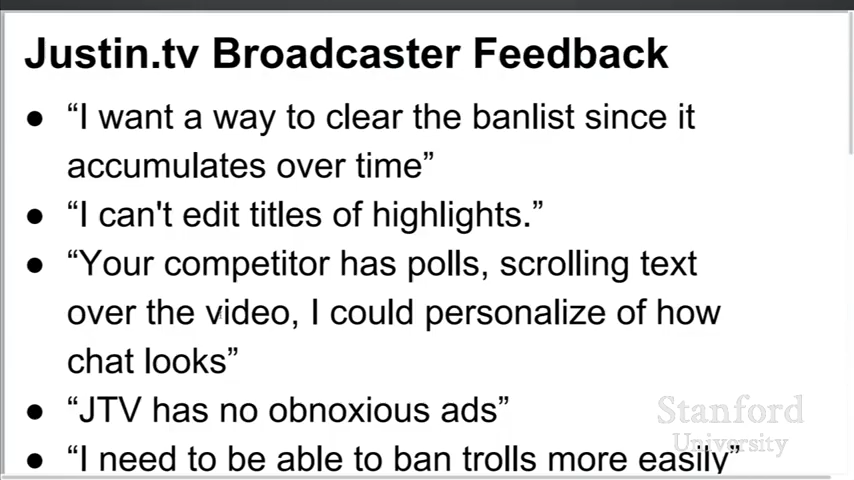 Justin.tv Broadcaster Feedback
● “I want a way to clear the banlist since it
accumulates over time”
● “I can't edit titles of highlights.”
● “Your competitor has polls, scrolling text
over the video, I could personalize of how
chat looks”
● “JTV has no obnoxious ads”
● “I need to be able to ban trolls more easily”
Stanford
University